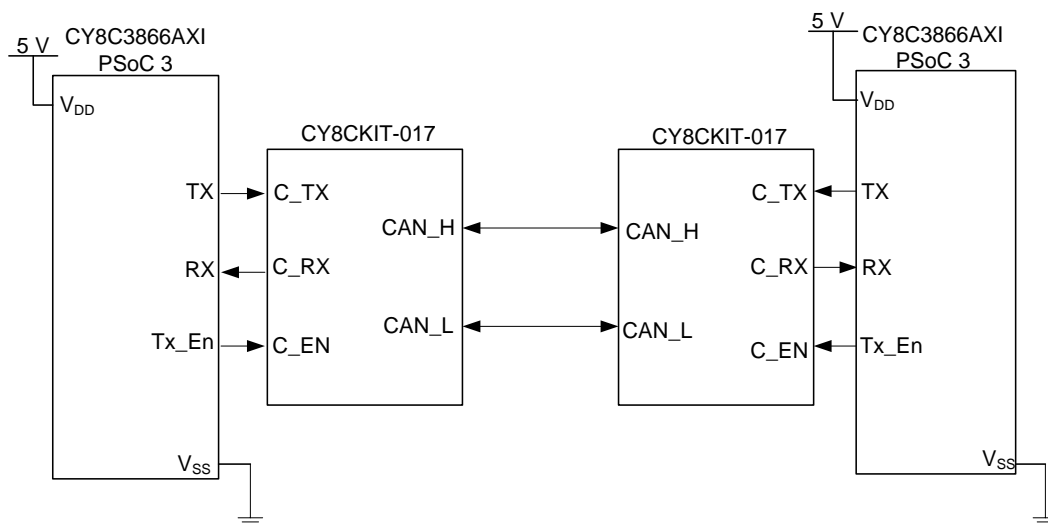 5 V
CY8C3866AXI
PSoC 3
VDD
TX
RX
Tx_En
VSS
CY8CKIT-017
C_TX
C_RX
C_EN
CAN_H
CAN_L
CY8CKIT-017
CAN_H
CAN_L
C_TX
C_RX
C_EN
5 V
CY8C3866AXI
PSoC 3
VDD
TX
RX
Tx_En
VSS